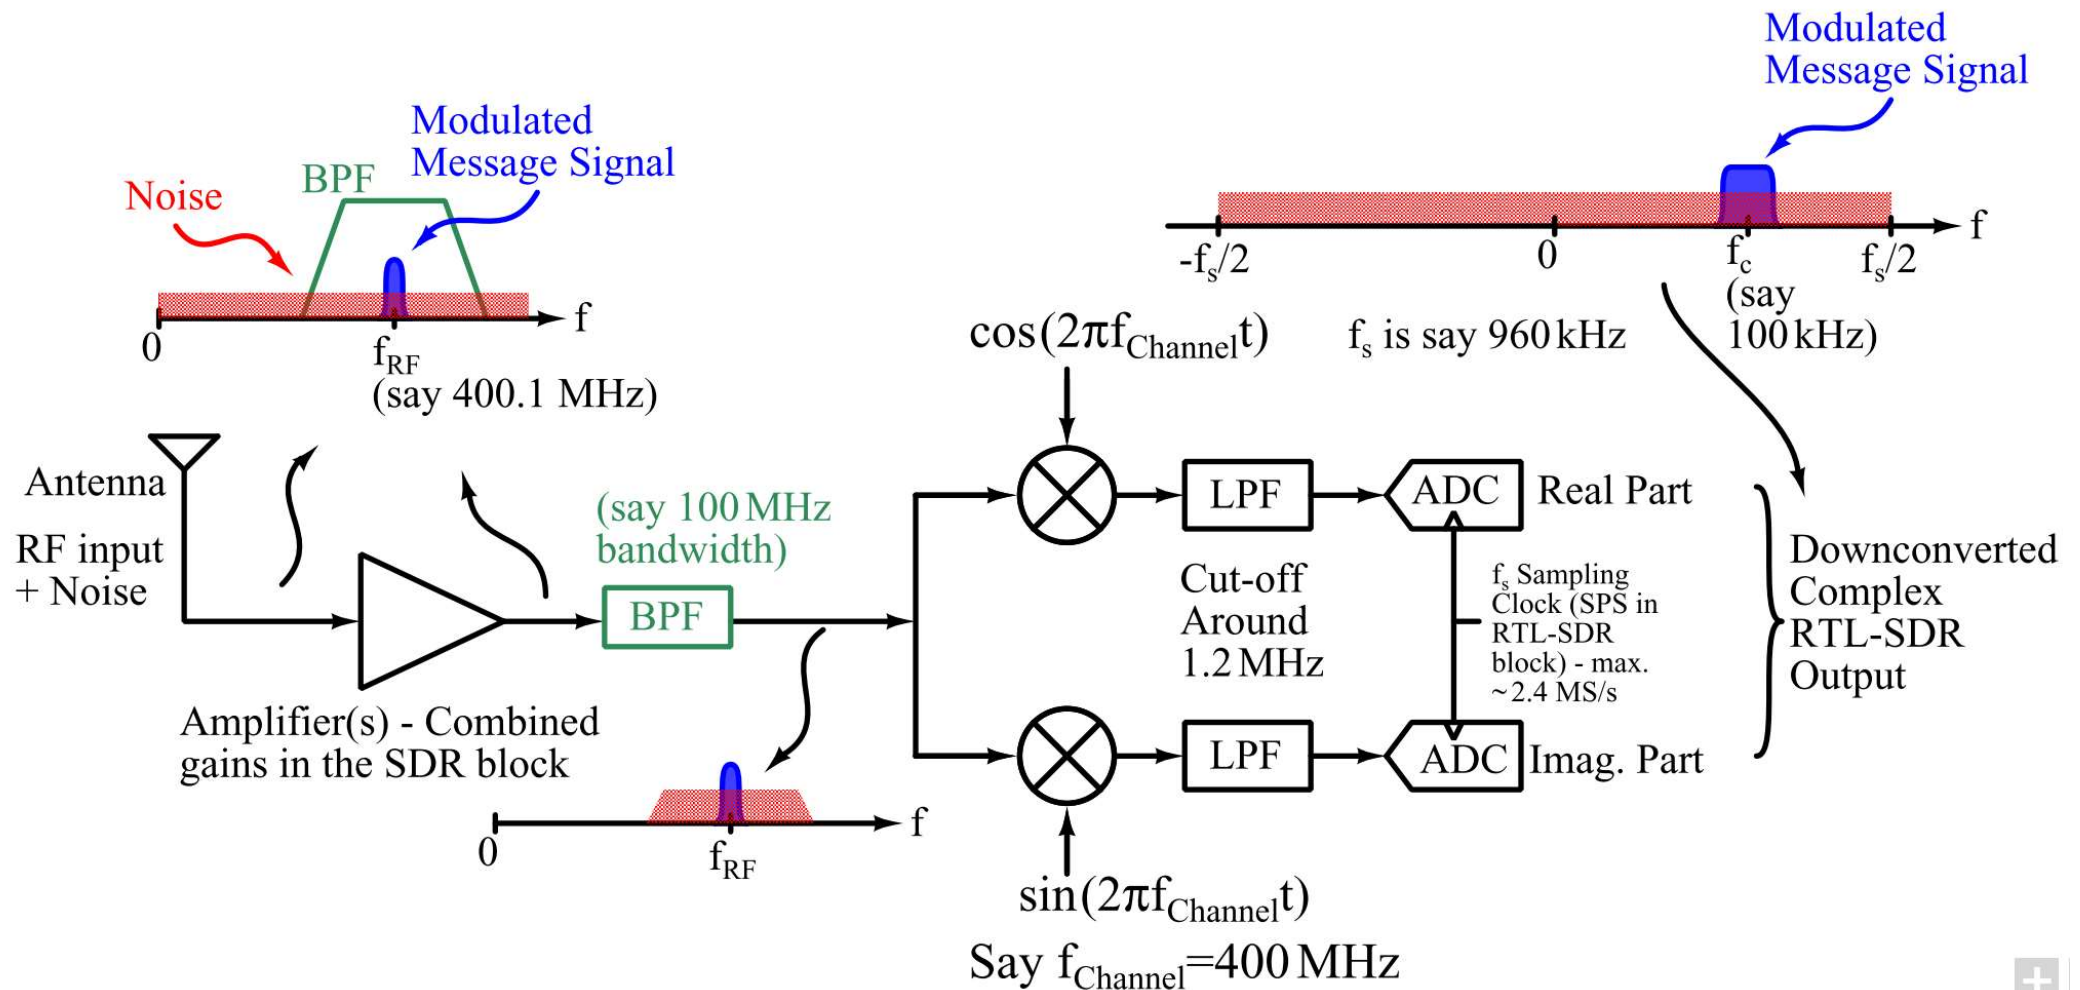 Modulated
Message Signal
Modulated
Message Signal
BPF
Noise
f
0
f_RF
(say 400.1 MHz)
-f_s/2
0
f_c
f_s/2
f
(say
100 kHz)
f_s is say 960 kHz
cos(2πf_Channel t)
Antenna
RF input
+ Noise
(say 100 MHz
bandwidth)
BPF
Amplifier(s) - Combined
gains in the SDR block
0
f_RF
f
LPF
ADC
Real Part
Cut-off
Around
1.2 MHz
f_s Sampling
Clock (SPS in
RTL-SDR
block) - max.
~2.4 MS/s
Downconverted
Complex
RTL-SDR
Output
LPF
ADC
Imag. Part
sin(2πf_Channel t)
Say f_Channel=400 MHz